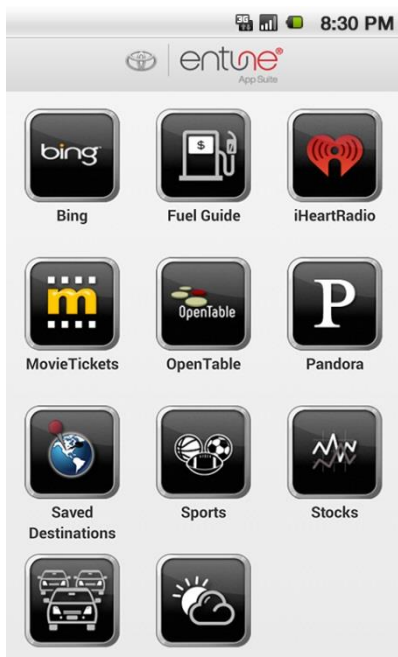 3G
8:30 PM
entune®
App Suite
bing
$
Bing
Fuel Guide
iHeartRadio
m
OpenTable
P
MovieTickets
OpenTable
Pandora
Saved
Destinations
Sports
Stocks